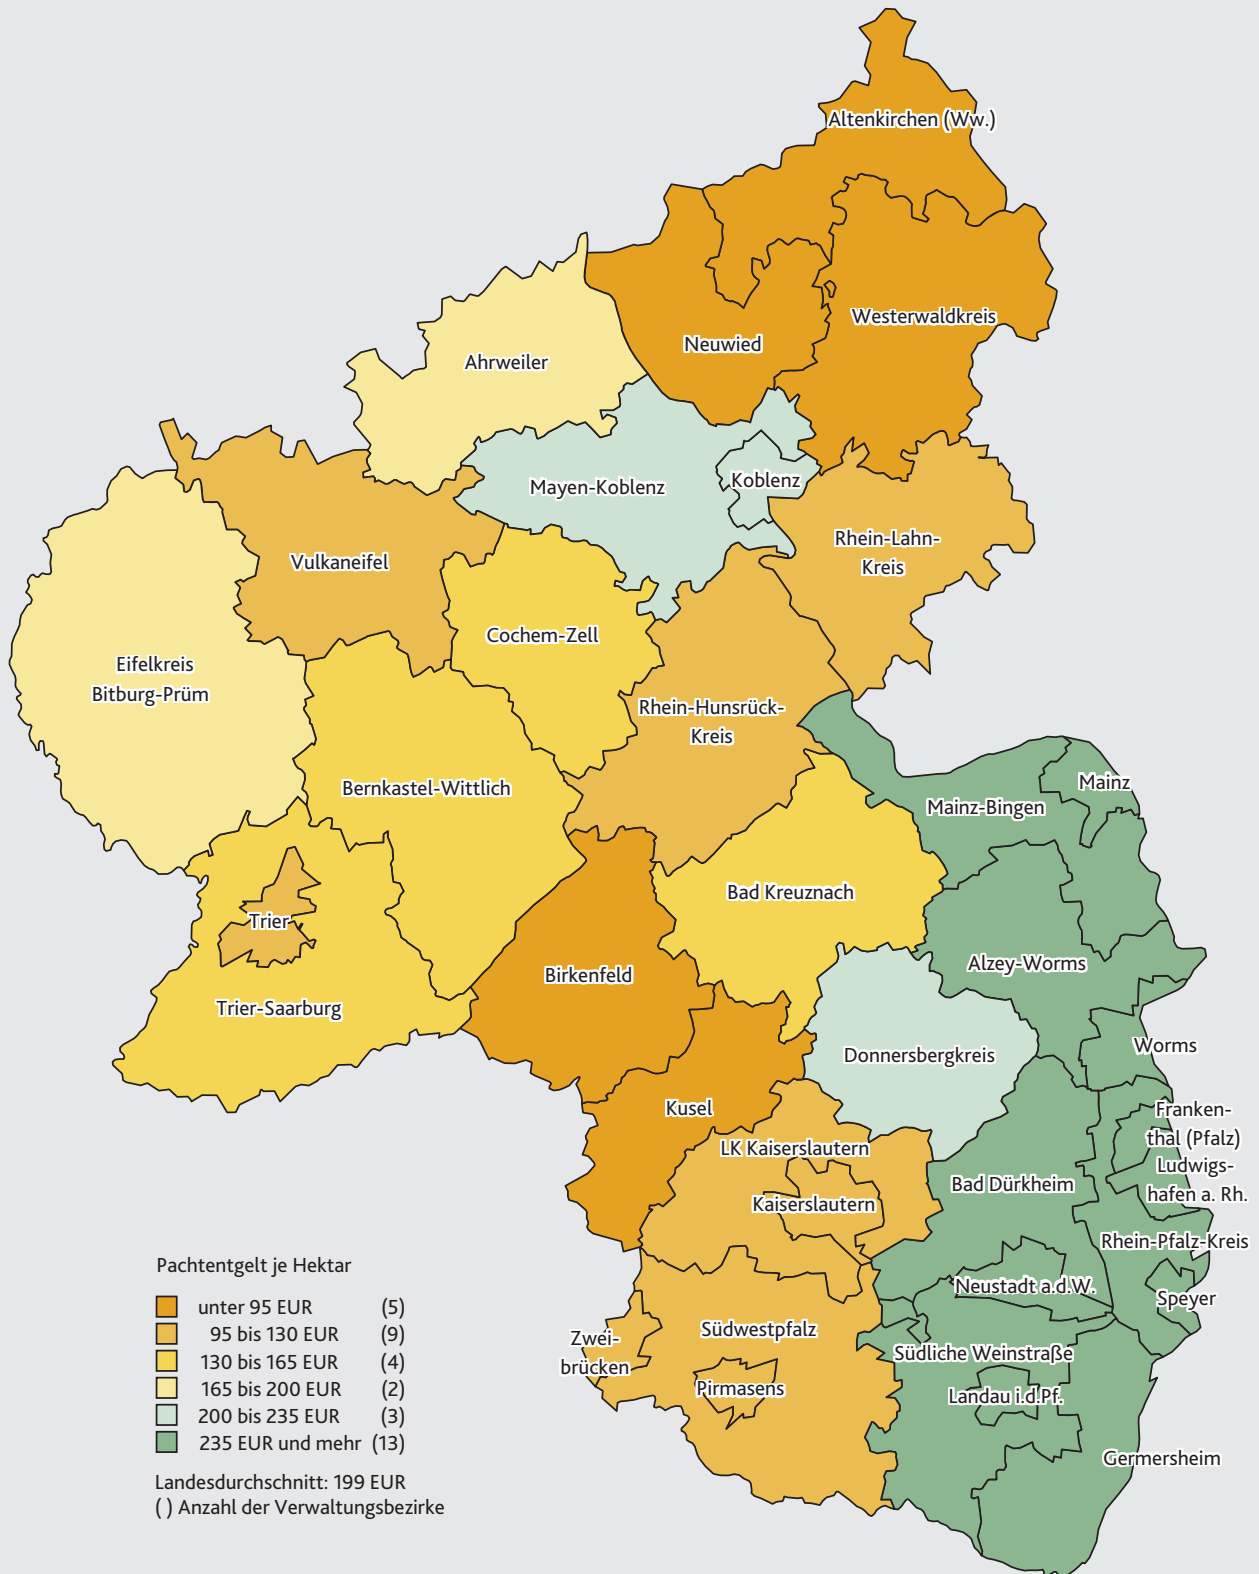 Altenkirchen (Ww.)
Westerwaldkreis
Neuwied
Ahrweiler
Mayen-Koblenz
Koblenz
Rhein-Lahn-
Kreis
Vulkaneifel
Cochem-Zell
Eifelkreis
Bitburg-Prüm
Rhein-Hunsrück-
Kreis
Bernkastel-Wittlich
Mainz
Mainz-Bingen
Bad Kreuznach
Trier
Alzey-Worms
Birkenfeld
Trier-Saarburg
Worms
Donnersbergkreis
Kusel
Franken-
thal (Pfalz)
LK Kaiserslautern
Ludwigs-
hafen a. Rh.
Bad Dürkheim
Kaiserslautern
Rhein-Pfalz-Kreis
Neustadt a.d.W.
Speyer
Südwestpfalz
Zwei-
brücken
Südliche Weinstraße
Pirmasens
Landau i.d.Pf.
Germersheim
Pachtentgelt je Hektar
unter 95 EUR (5)
95 bis 130 EUR (9)
130 bis 165 EUR (4)
165 bis 200 EUR (2)
200 bis 235 EUR (3)
235 EUR und mehr (13)
Landesdurchschnitt: 199 EUR
( ) Anzahl der Verwaltungsbezirke